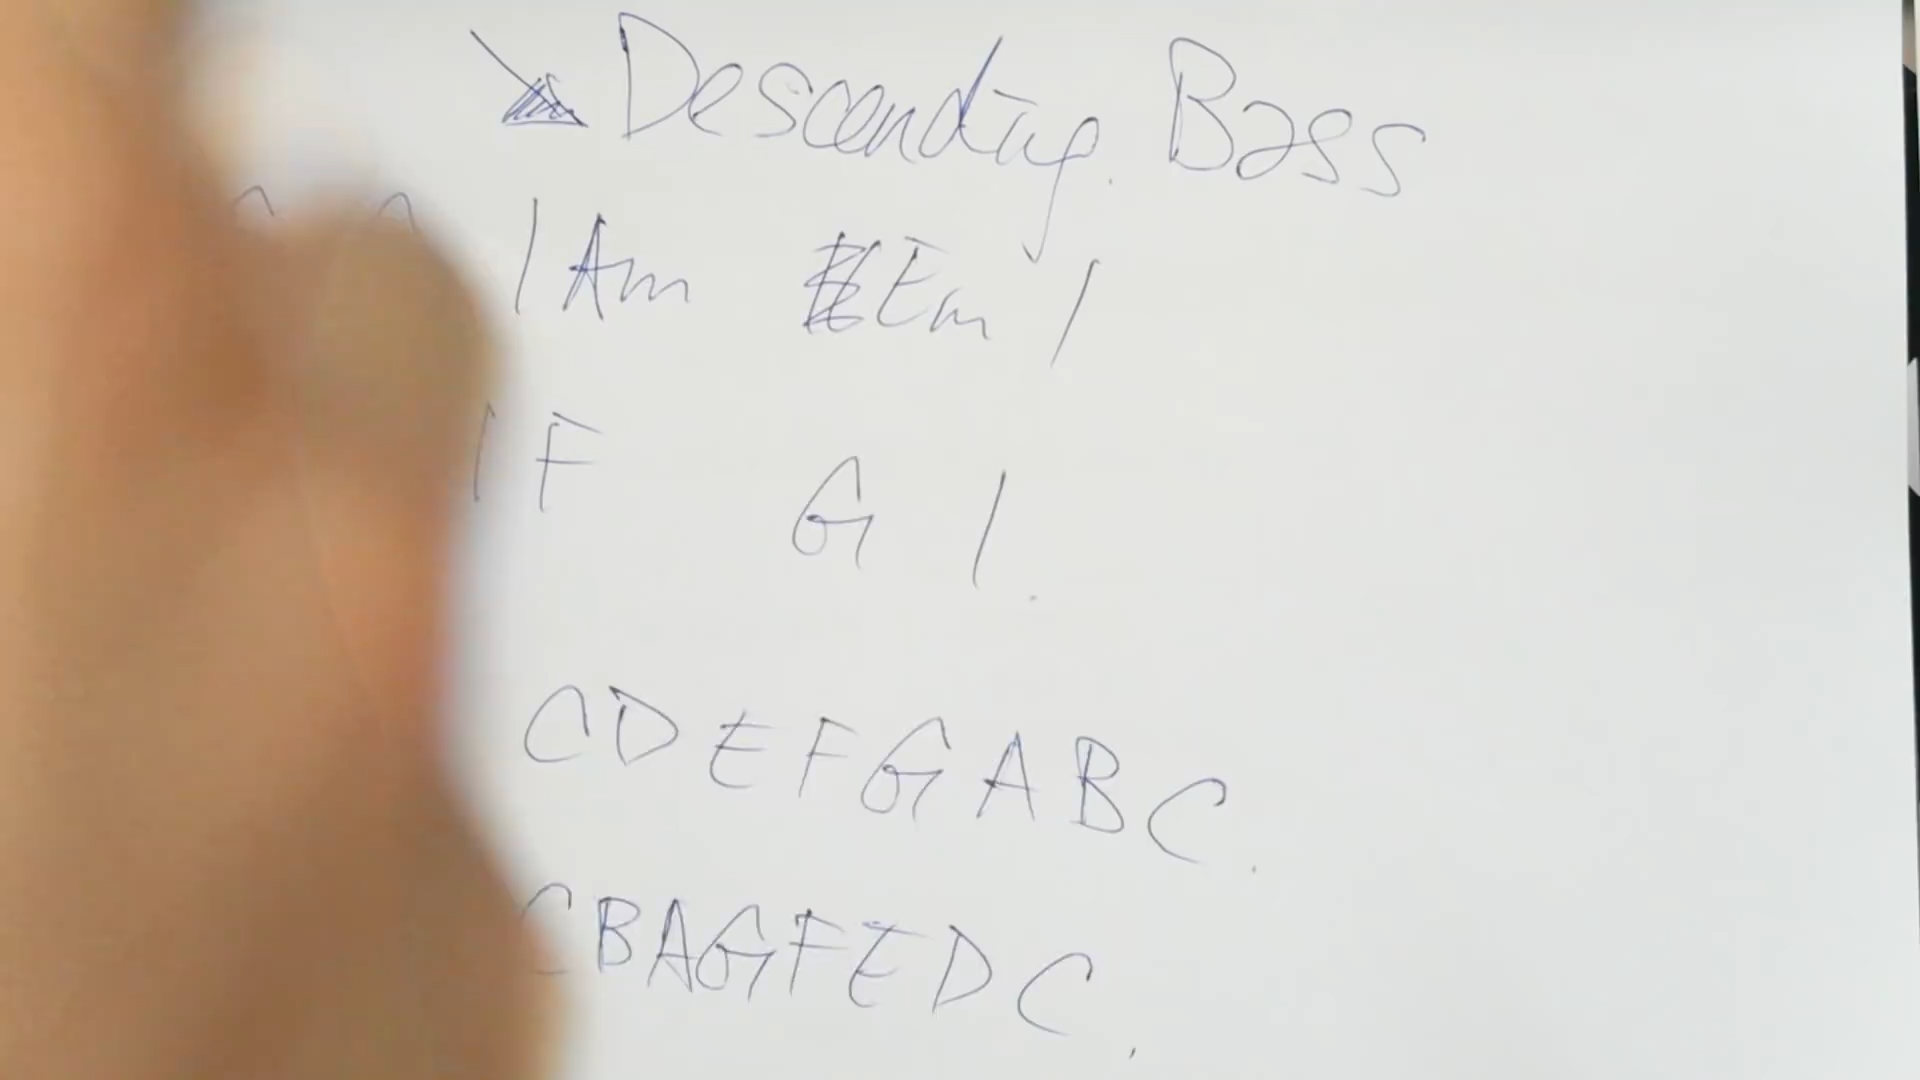 Descending. Bass
| Am Em |
| F G |.
C D E F G A B C.
C B A G F E D C.